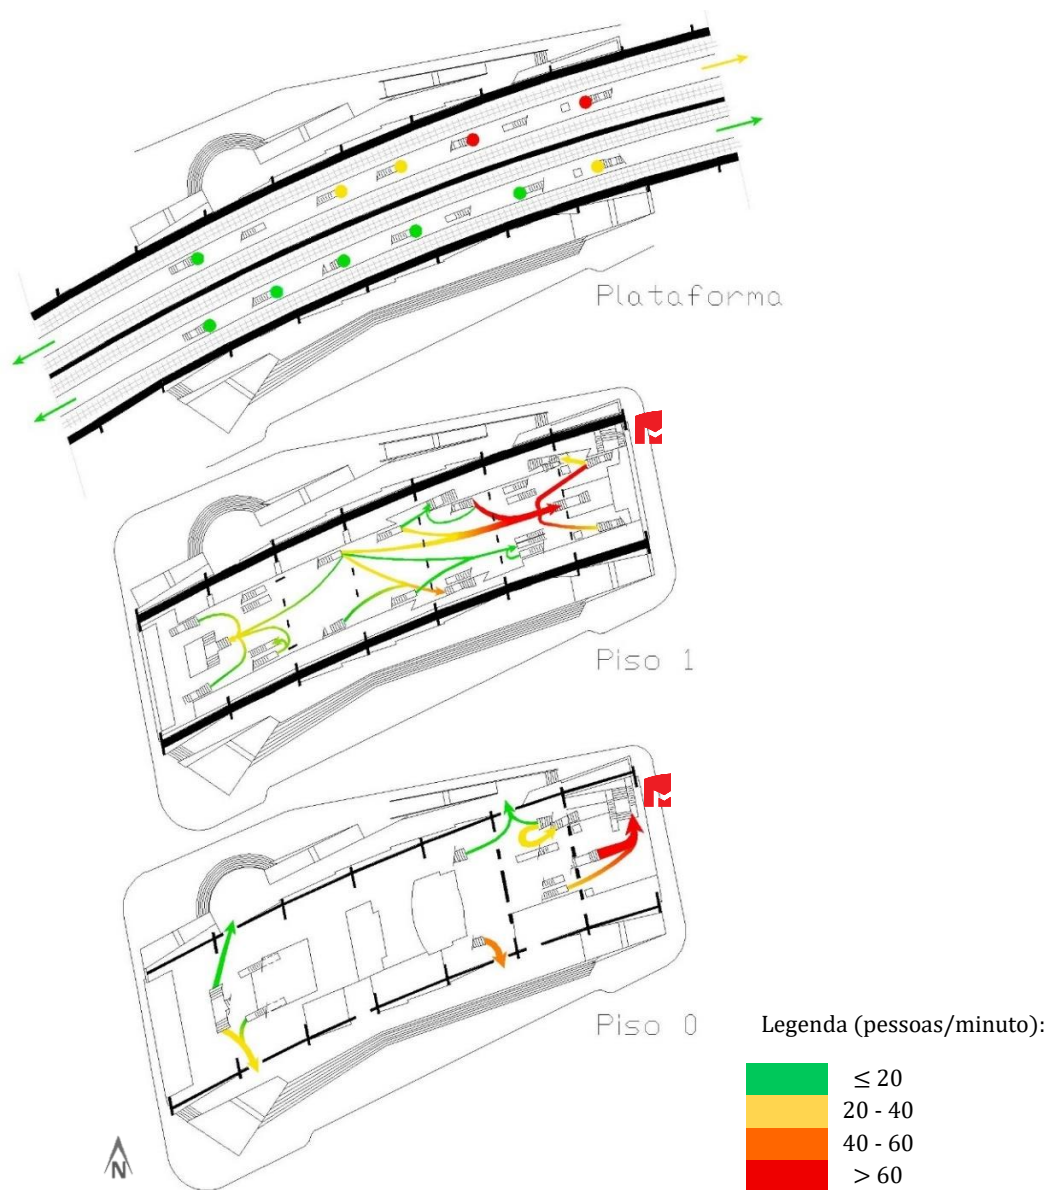 Plataforma
Piso 1
Piso 0
Legenda (pessoas/minuto):
≤ 20
20 - 40
40 - 60
> 60
N